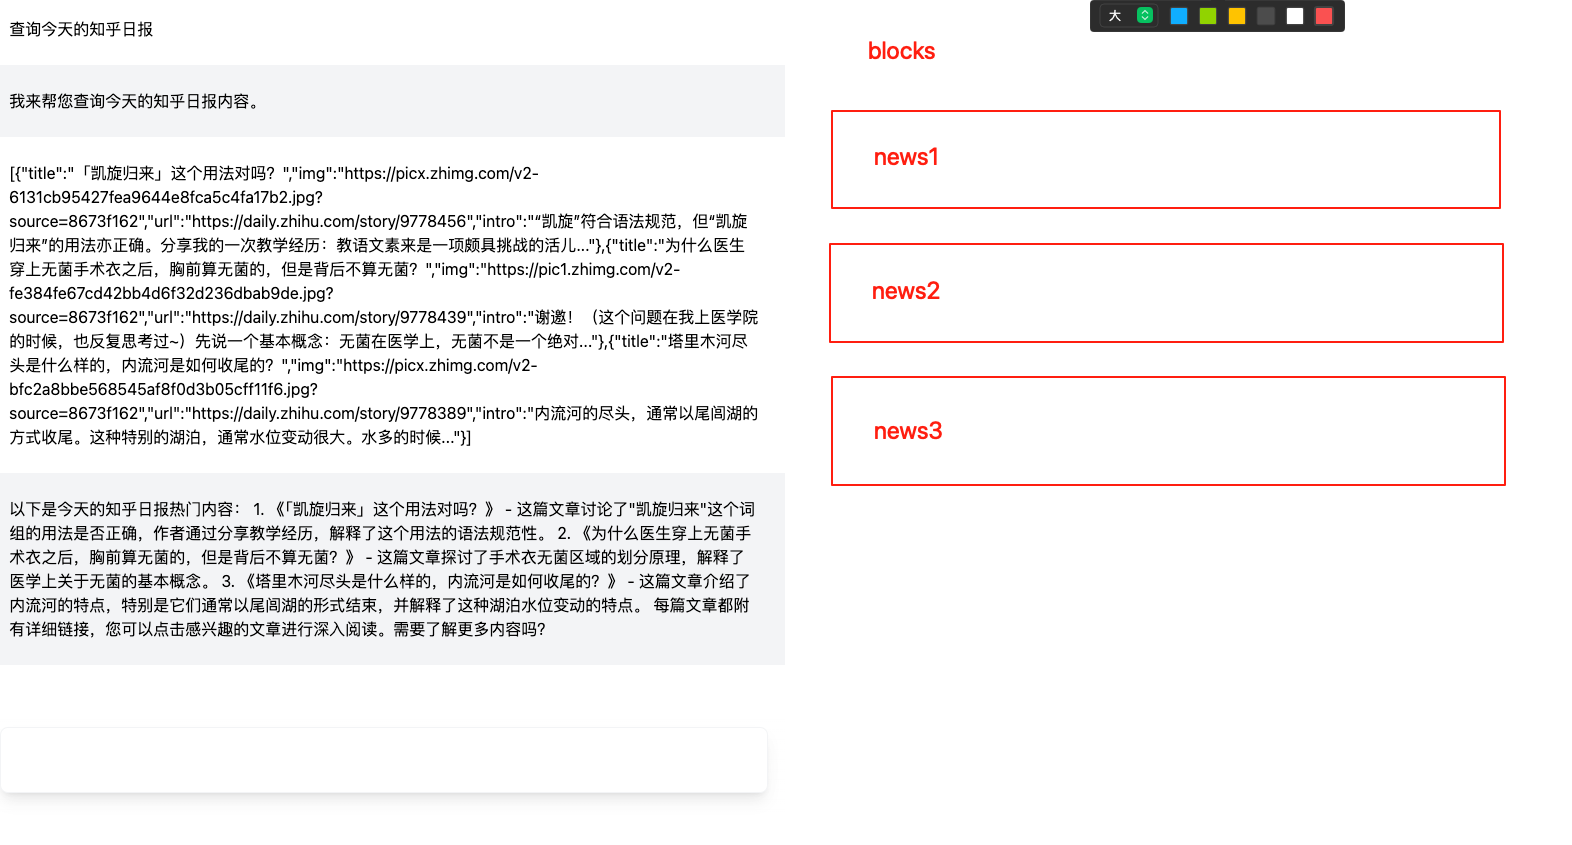 查询今天的知乎日报
我来帮您查询今天的知乎日报内容。
[{"title":"「凯旋归来」这个用法对吗？","img":"https://picx.zhimg.com/v2-
6131cb95427fea9644e8fca5c4fa17b2.jpg?
source=8673f162","url":"https://daily.zhihu.com/story/9778456","intro":"“凯旋”符合语法规范，但“凯旋
归来”的用法亦正确。分享我的一次教学经历：教语文素来是一项颇具挑战的活儿..."},{"title":"为什么医生
穿上无菌手术衣之后，胸前算无菌的，但是背后不算无菌？","img":"https://pic1.zhimg.com/v2-
fe384fe67cd42bb4d6f32d236dbab9de.jpg?
source=8673f162","url":"https://daily.zhihu.com/story/9778439","intro":"谢邀！（这个问题在我上医学院
的时候，也反复思考过~）先说一个基本概念：无菌在医学上，无菌不是一个绝对..."},{"title":"塔里木河尽
头是什么样的，内流河是如何收尾的？","img":"https://picx.zhimg.com/v2-
bfc2a8bbe568545af8f0d3b05cff11f6.jpg?
source=8673f162","url":"https://daily.zhihu.com/story/9778389","intro":"内流河的尽头，通常以尾闾湖的
方式收尾。这种特别的湖泊，通常水位变动很大。水多的时候..."}]
以下是今天的知乎日报热门内容： 1. 《「凯旋归来」这个用法对吗？》 - 这篇文章讨论了"凯旋归来"这个词
组的用法是否正确，作者通过分享教学经历，解释了这个用法的语法规范性。 2. 《为什么医生穿上无菌手
术衣之后，胸前算无菌的，但是背后不算无菌？》 - 这篇文章探讨了手术衣无菌区域的划分原理，解释了
医学上关于无菌的基本概念。 3. 《塔里木河尽头是什么样的，内流河是如何收尾的？》 - 这篇文章介绍了
内流河的特点，特别是它们通常以尾闾湖的形式结束，并解释了这种湖泊水位变动的特点。 每篇文章都附
有详细链接，您可以点击感兴趣的文章进行深入阅读。需要了解更多内容吗？
大
blocks
news1
news2
news3